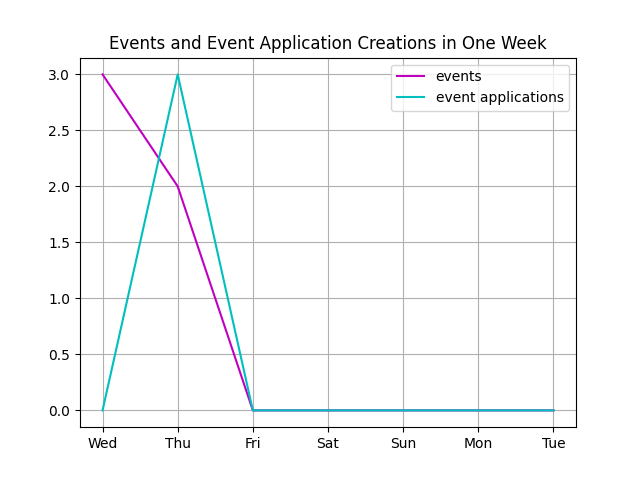 Events and Event Application Creations in One Week
events
event applications
3.0
2.5
2.0
1.5
1.0
0.5
0.0
Wed Thu Fri Sat Sun Mon Tue